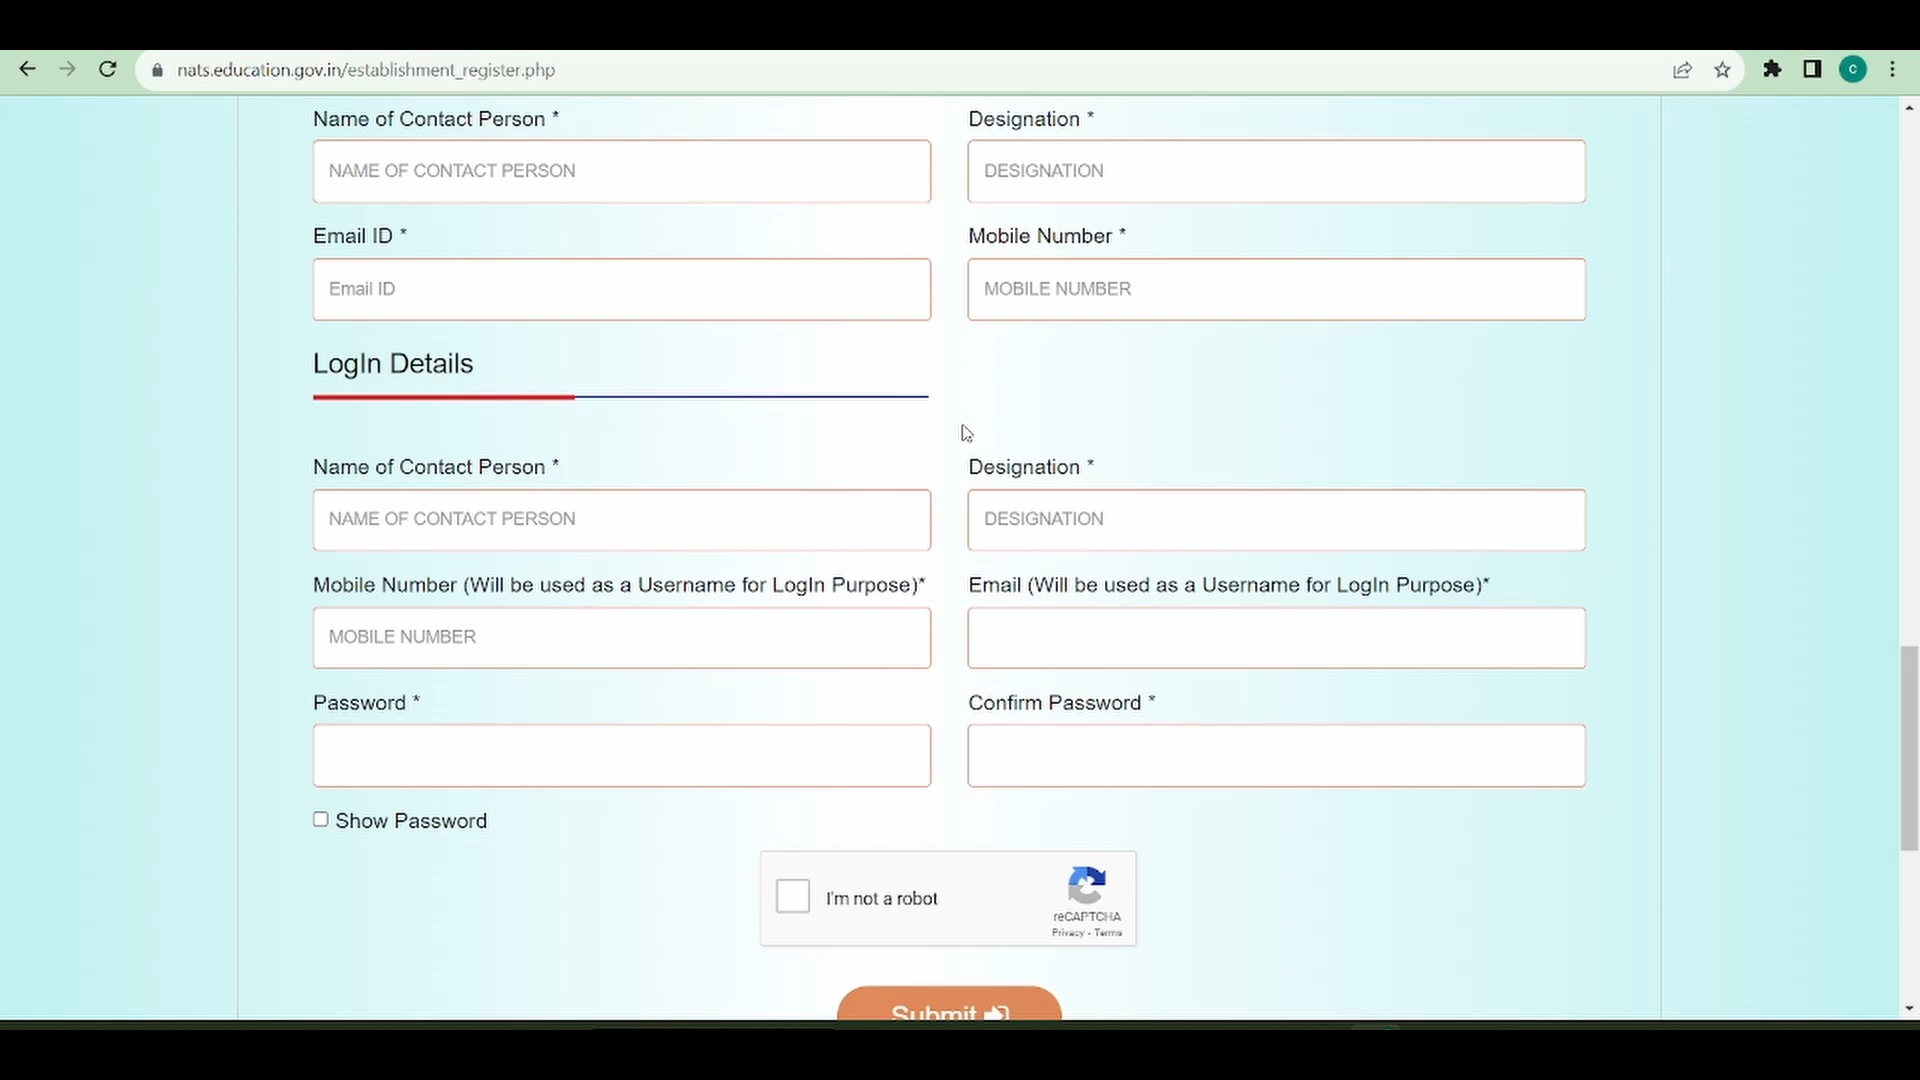 nats.education.gov.in/establishment_register.php
c
Name of Contact Person *
Designation *
NAME OF CONTACT PERSON
DESIGNATION
Email ID *
Mobile Number *
Email ID
MOBILE NUMBER
LogIn Details
Name of Contact Person *
Designation *
NAME OF CONTACT PERSON
DESIGNATION
Mobile Number (Will be used as a Username for LogIn Purpose)*
Email (Will be used as a Username for LogIn Purpose)*
MOBILE NUMBER
Password *
Confirm Password *
Show Password
I'm not a robot
reCAPTCHA
Privacy - Terms
Submit